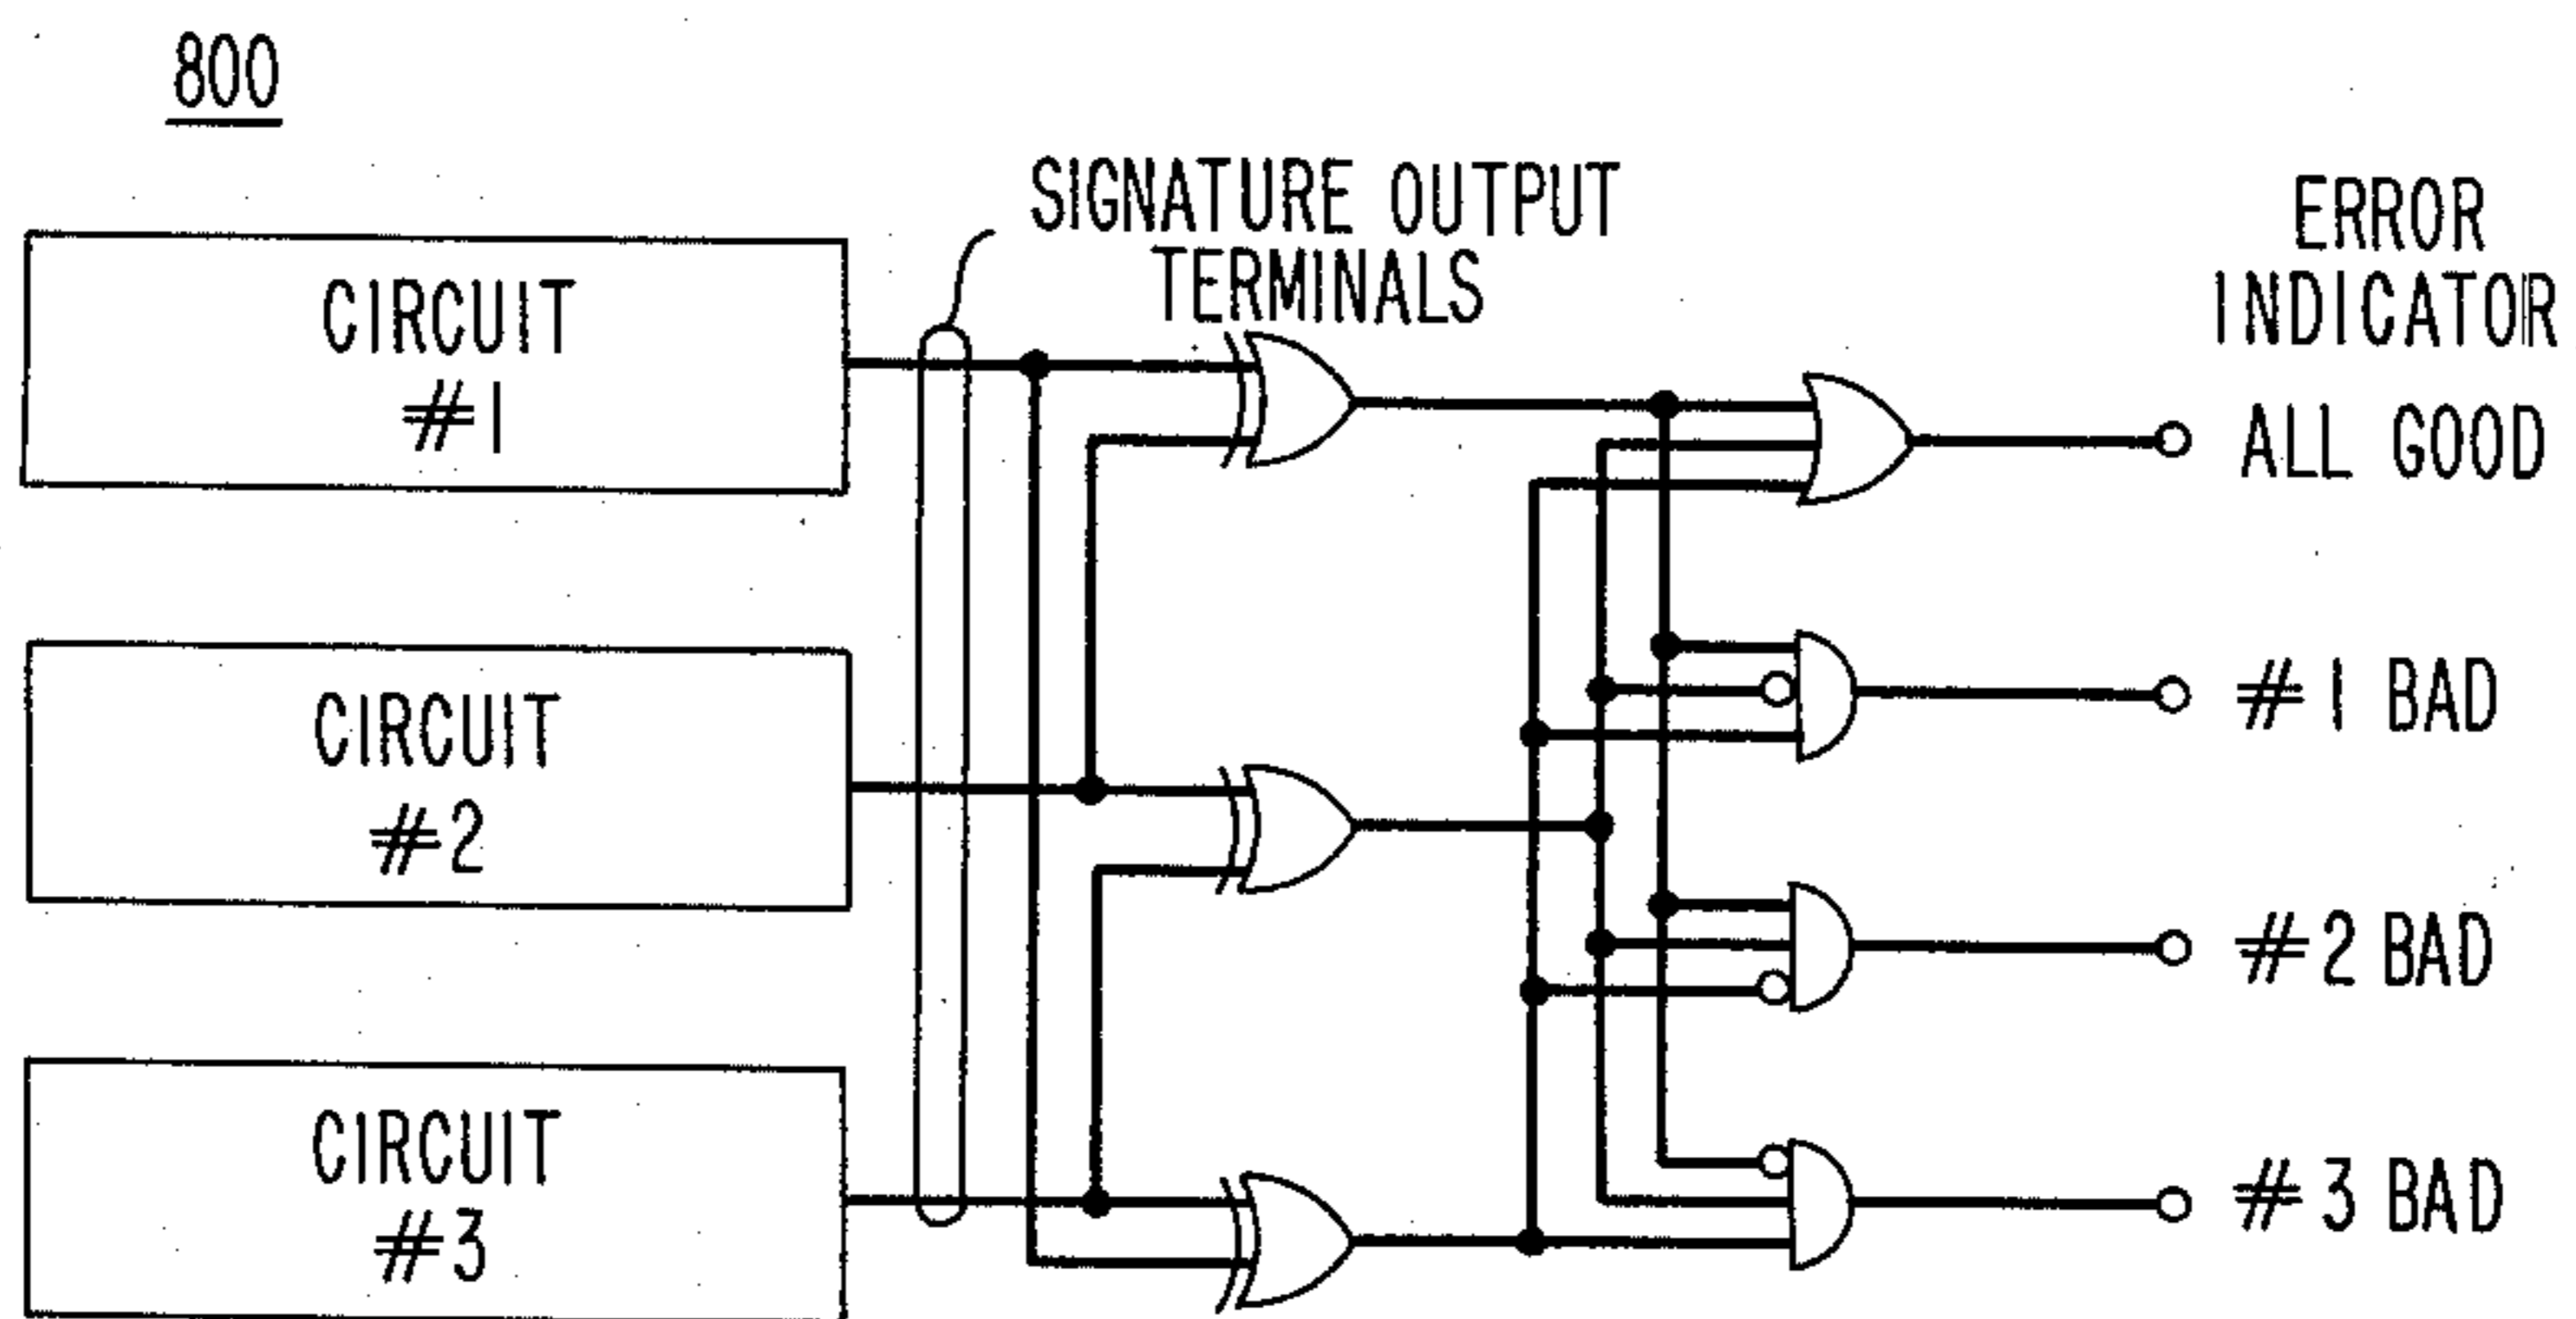 800
SIGNATURE OUTPUT
TERMINALS
ERROR
INDICATOR
CIRCUIT
#1
ALL GOOD
CIRCUIT
#2
#1 BAD
#2 BAD
CIRCUIT
#3
#3 BAD